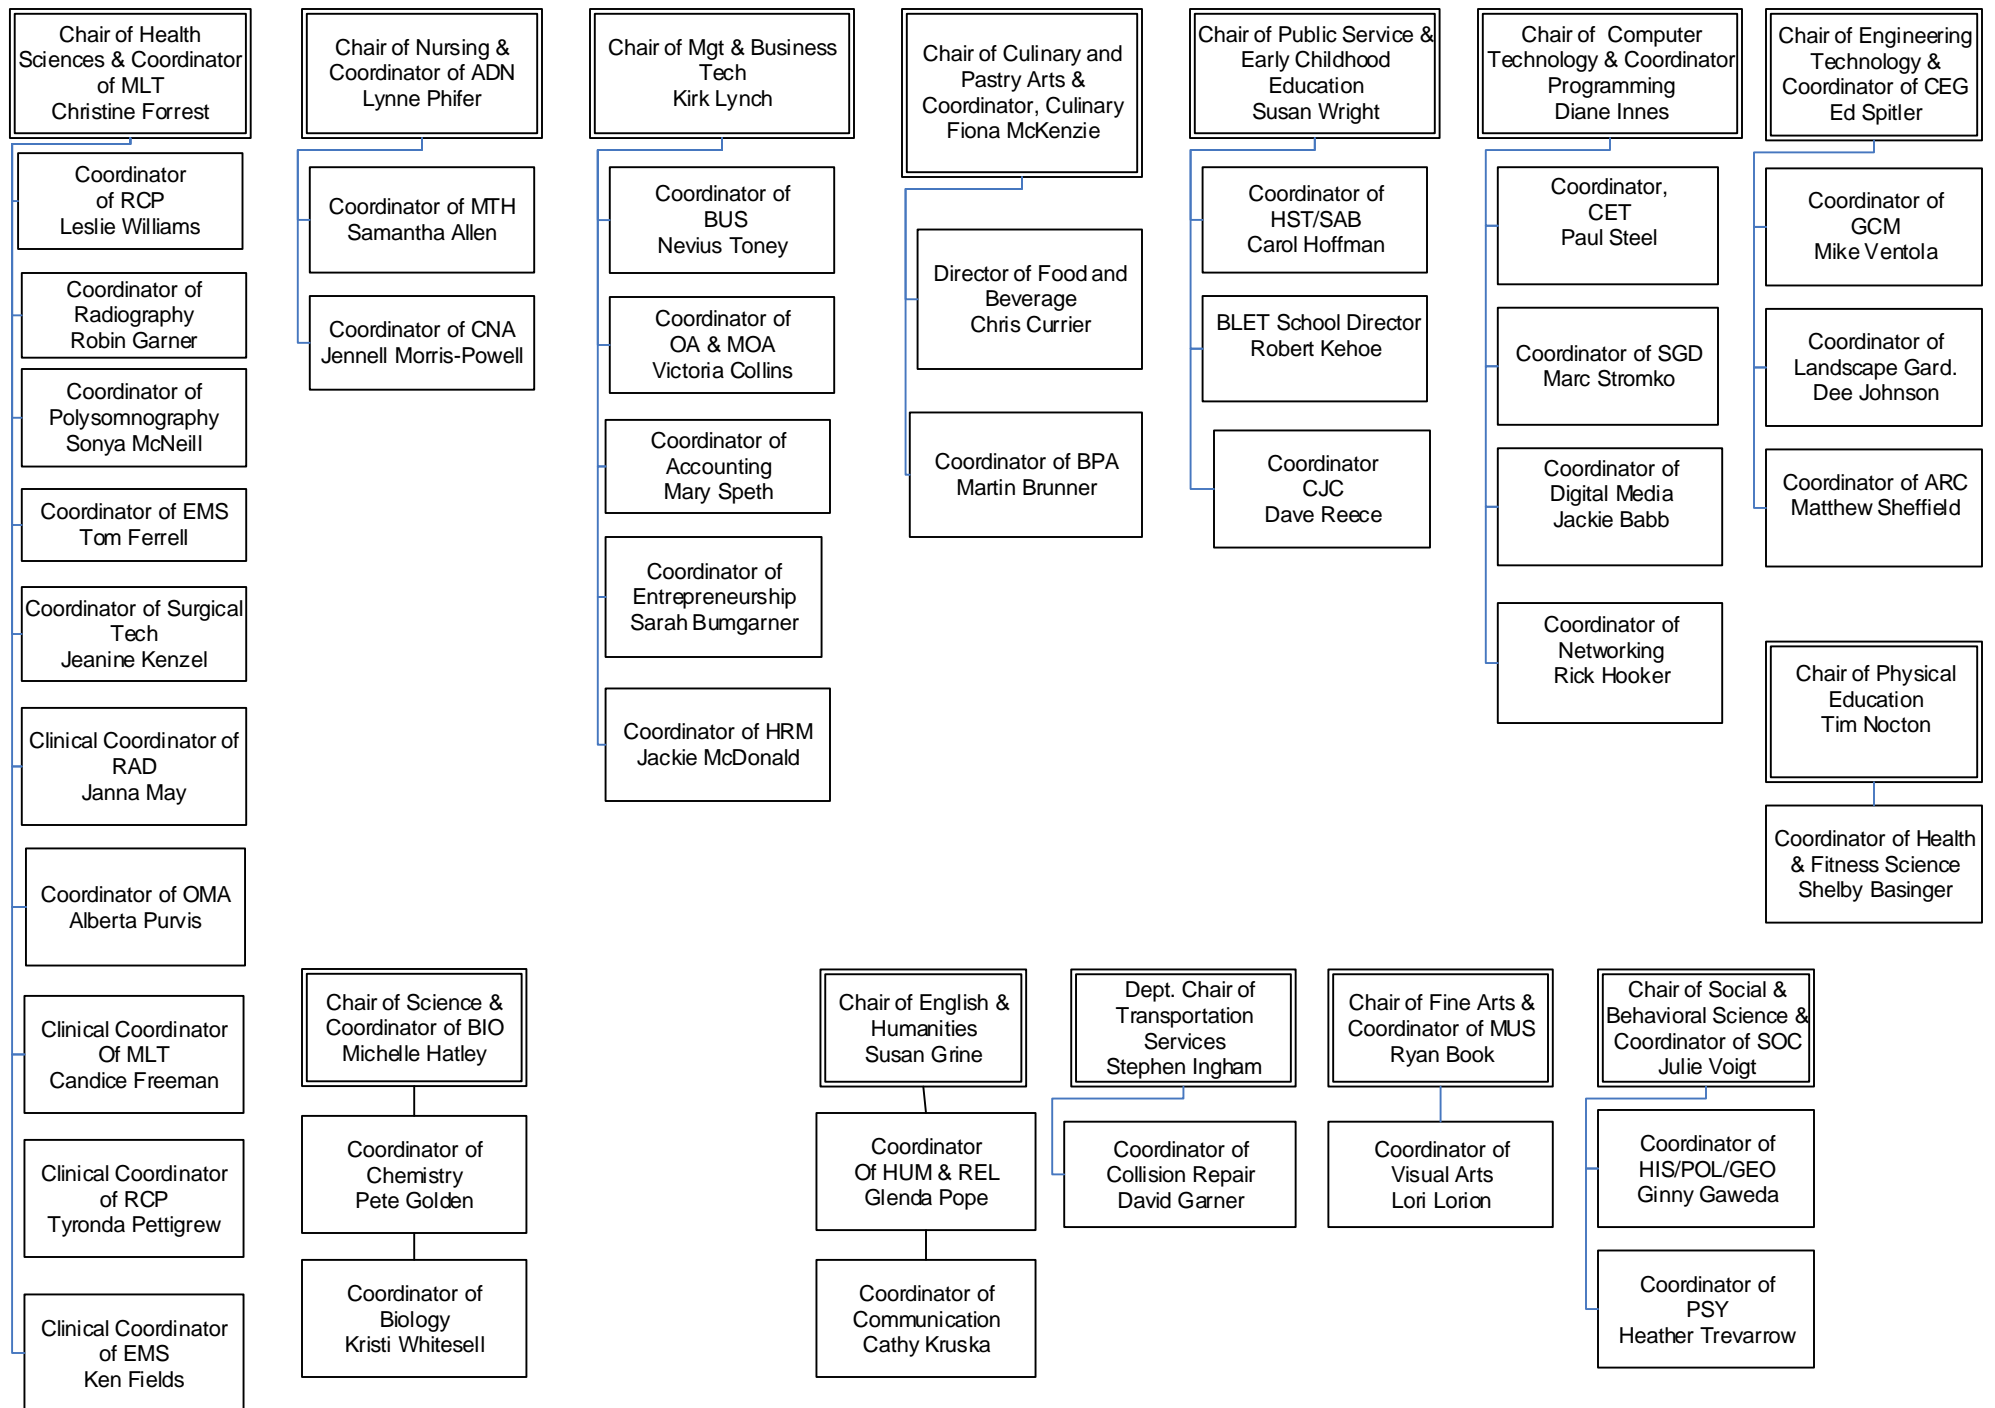 Chair of Health
Sciences & Coordinator
of MLT
Christine Forrest
Coordinator
of RCP
Leslie Williams
Coordinator of
Radiography
Robin Garner
Coordinator of
Polysomnography
Sonya McNeill
Coordinator of EMS
Tom Ferrell
Coordinator of Surgical
Tech
Jeanine Kenzel
Clinical Coordinator of
RAD
Janna May
Coordinator of OMA
Alberta Purvis
Clinical Coordinator
Of MLT
Candice Freeman
Clinical Coordinator
of RCP
Tyronda Pettigrew
Clinical Coordinator
of EMS
Ken Fields
Chair of Nursing &
Coordinator of ADN
Lynne Phifer
Coordinator of MTH
Samantha Allen
Coordinator of CNA
Jennell Morris-Powell
Chair of Mgt & Business
Tech
Kirk Lynch
Coordinator of
BUS
Nevius Toney
Coordinator of
OA & MOA
Victoria Collins
Coordinator of
Accounting
Mary Speth
Coordinator of
Entrepreneurship
Sarah Bumgarner
Coordinator of HRM
Jackie McDonald
Chair of Culinary and
Pastry Arts &
Coordinator, Culinary
Fiona McKenzie
Director of Food and
Beverage
Chris Currier
Coordinator of BPA
Martin Brunner
Chair of Public Service &
Early Childhood
Education
Susan Wright
Coordinator of
HST/SAB
Carol Hoffman
BLET School Director
Robert Kehoe
Coordinator
CJC
Dave Reece
Chair of Computer
Technology & Coordinator
Programming
Diane Innes
Coordinator,
CET
Paul Steel
Coordinator of SGD
Marc Stromko
Coordinator of
Digital Media
Jackie Babb
Coordinator of
Networking
Rick Hooker
Chair of Engineering
Technology &
Coordinator of CEG
Ed Spitler
Coordinator of
GCM
Mike Ventola
Coordinator of
Landscape Gard.
Dee Johnson
Coordinator of ARC
Matthew Sheffield
Chair of Physical
Education
Tim Nocton
Coordinator of Health
& Fitness Science
Shelby Basinger
Chair of Science &
Coordinator of BIO
Michelle Hatley
Coordinator of
Chemistry
Pete Golden
Coordinator of
Biology
Kristi Whitesell
Chair of English &
Humanities
Susan Grine
Coordinator
Of HUM & REL
Glenda Pope
Coordinator of
Communication
Cathy Kruska
Dept. Chair of
Transportation
Services
Stephen Ingham
Coordinator of
Collision Repair
David Garner
Chair of Fine Arts &
Coordinator of MUS
Ryan Book
Coordinator of
Visual Arts
Lori Lorion
Chair of Social &
Behavioral Science &
Coordinator of SOC
Julie Voigt
Coordinator of
HIS/POL/GEO
Ginny Gaweda
Coordinator of
PSY
Heather Trevarrow